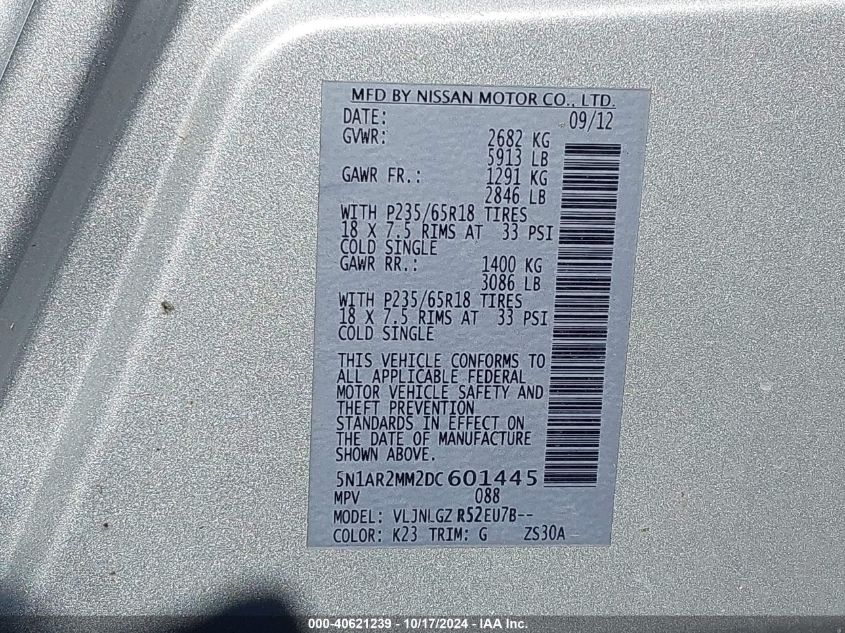 MFD BY NISSAN MOTOR CO., LTD.
DATE: 09/12
GVWR: 2682 KG
5913 LB
GAWR FR.: 1291 KG
2846 LB
WITH P235/65R18 TIRES
18 X 7.5 RIMS AT 33 PSI
COLD SINGLE
GAWR RR.: 1400 KG
3086 LB
WITH P235/65R18 TIRES
18 X 7.5 RIMS AT 33 PSI
COLD SINGLE
THIS VEHICLE CONFORMS TO
ALL APPLICABLE FEDERAL
MOTOR VEHICLE SAFETY AND
THEFT PREVENTION
STANDARDS IN EFFECT ON
THE DATE OF MANUFACTURE
SHOWN ABOVE.
5N1AR2MM2DC601445
MPV 088
MODEL: VLJNLGZ R52EU7B--
COLOR: K23 TRIM: G ZS30A
000-40621239 - 10/17/2024 - IAA Inc.